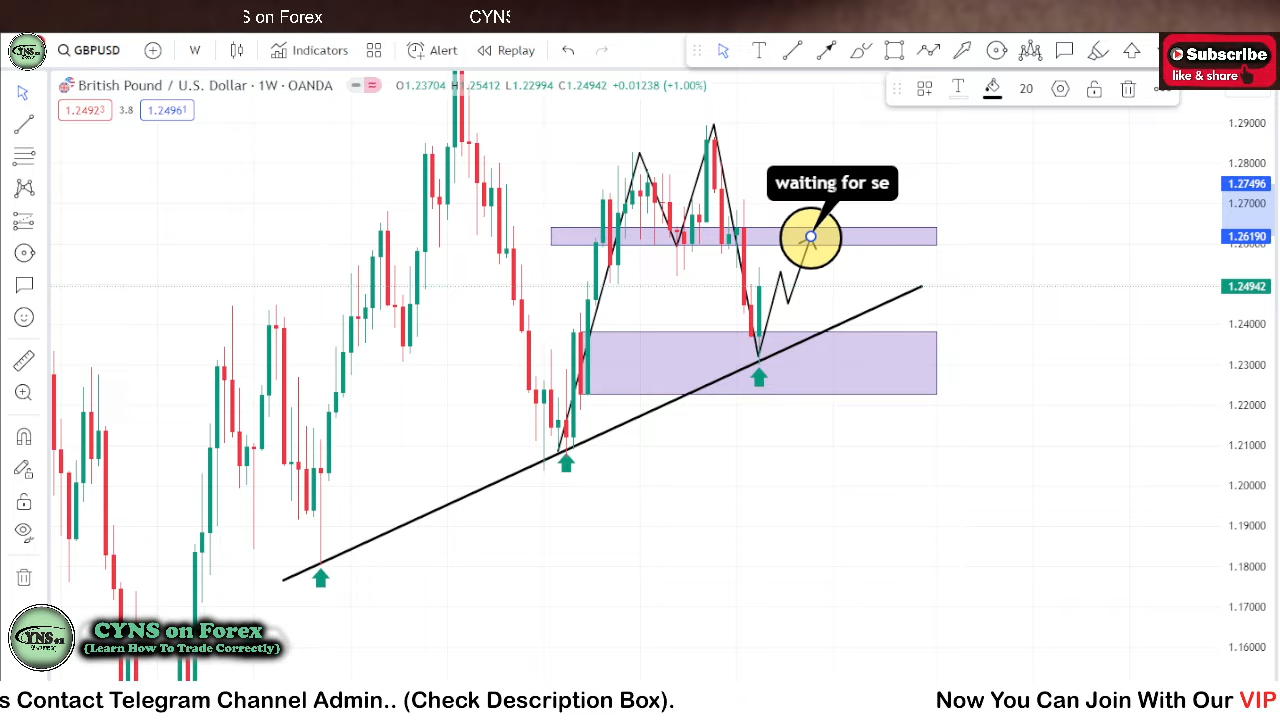 S on Forex CYNS
GBPUSD W Indicators Alert Replay
Subscribe
like & share
British Pound / U.S. Dollar · 1W · OANDA O1.23704 H1.25412 L1.22994 C1.24942 +0.01238 (+1.00%)
20
1.24923 3.8 1.24961
1.29000
1.28000
waiting for se
1.27496
1.27000
1.26190
1.26000
1.24942
1.24000
1.23000
1.22000
1.21000
1.20000
1.19000
1.18000
1.17000
CYNS on Forex
{Learn How To Trade Correctly}
1.16000
s Contact Telegram Channel Admin.. (Check Description Box). Now You Can Join With Our VIP